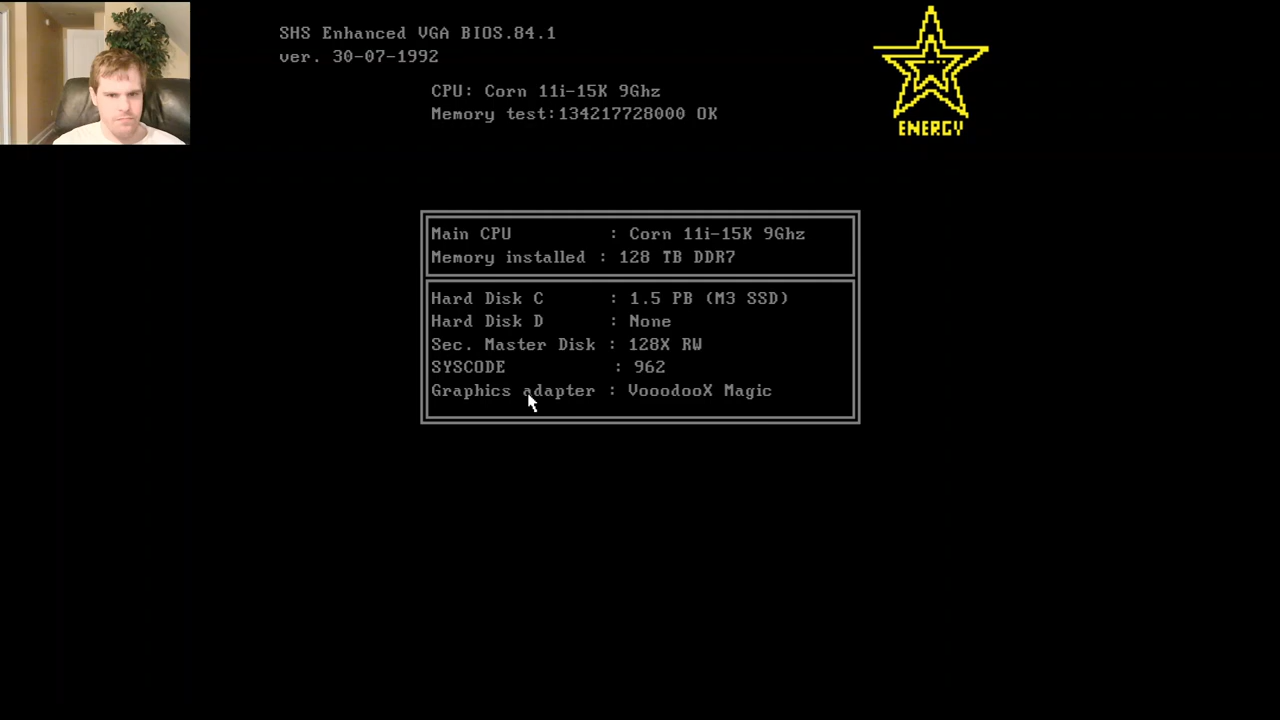 SHS Enhanced VGA BIOS.84.1
ver. 30-07-1992
CPU: Corn 11i-15K 9Ghz
Memory test:134217728000 OK
ENERGY
Main CPU : Corn 11i-15K 9Ghz
Memory installed : 128 TB DDR7
Hard Disk C : 1.5 PB (M3 SSD)
Hard Disk D : None
Sec. Master Disk : 128X RW
SYSCODE : 962
Graphics adapter : VooodooX Magic